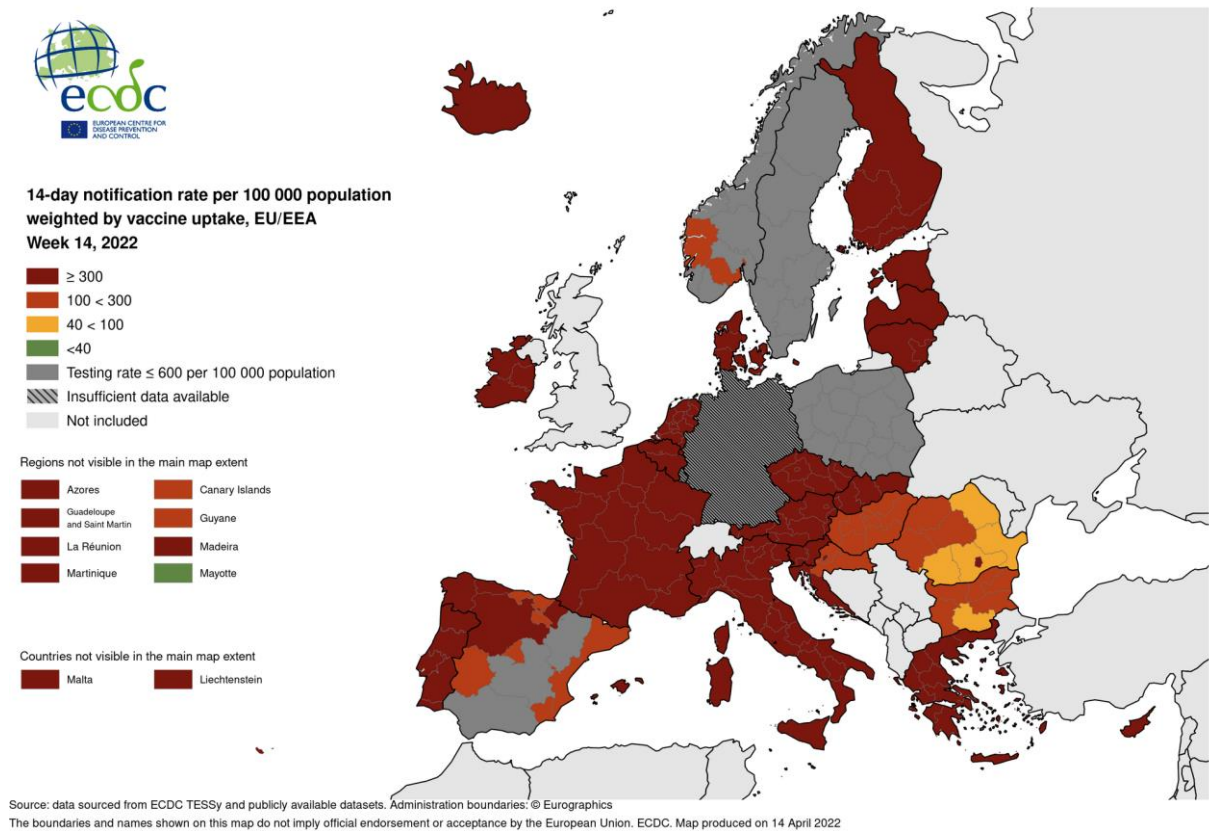 ecdc
EUROPEAN CENTRE FOR
DISEASE PREVENTION
AND CONTROL
14-day notification rate per 100 000 population
weighted by vaccine uptake, EU/EEA
Week 14, 2022
≥ 300
100 < 300
40 < 100
<40
Testing rate ≤ 600 per 100 000 population
Insufficient data available
Not included
Regions not visible in the main map extent
Azores
Canary Islands
Guadeloupe
and Saint Martin
Guyane
La Réunion
Madeira
Martinique
Mayotte
Countries not visible in the main map extent
Malta
Liechtenstein
Source: data sourced from ECDC TESSy and publicly available datasets. Administration boundaries: © Eurographics
The boundaries and names shown on this map do not imply official endorsement or acceptance by the European Union. ECDC. Map produced on 14 April 2022